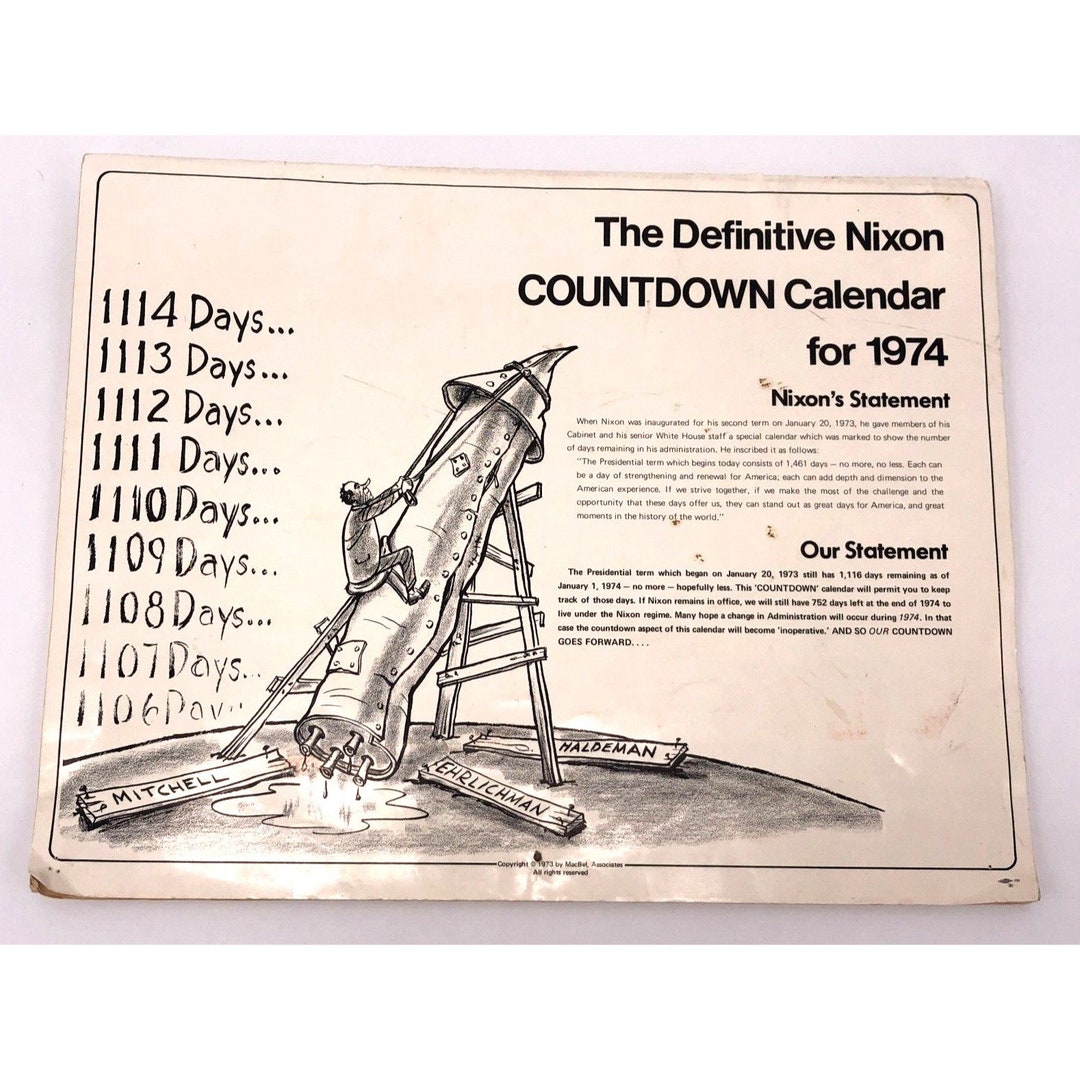 The Definitive Nixon
COUNTDOWN Calendar
for 1974
1114 Days...
1113 Days...
1112 Days...
1111 Days...
1110 Days...
1109 Days...
1108 Days...
1107 Days...
1106 Days..
Nixon's Statement
When Nixon was inaugurated for his second term on January 20, 1973, he gave members of his
Cabinet and his senior White House staff a special calendar which was marked to show the number
of days remaining in his administration. He inscribed it as follows:
"The Presidential term which begins today consists of 1,461 days — no more, no less. Each can
be a day of strengthening and renewal for America; each can add depth and dimension to the
American experience. If we strive together, if we make the most of the challenge and the
opportunity that these days offer us, they can stand out as great days for America, and great
moments in the history of the world."
Our Statement
The Presidential term which began on January 20, 1973 still has 1,116 days remaining as of
January 1, 1974 — no more — hopefully less. This 'COUNTDOWN' calendar will permit you to keep
track of those days. If Nixon remains in office, we will still have 752 days left at the end of 1974 to
live under the Nixon regime. Many hope a change in Administration will occur during 1974. In that
case the countdown aspect of this calendar will become 'inoperative.' AND SO OUR COUNTDOWN
GOES FORWARD....
MITCHELL
EHRLICHMAN
HALDEMAN
Copyright © 1973 by MacBel, Associates
All rights reserved